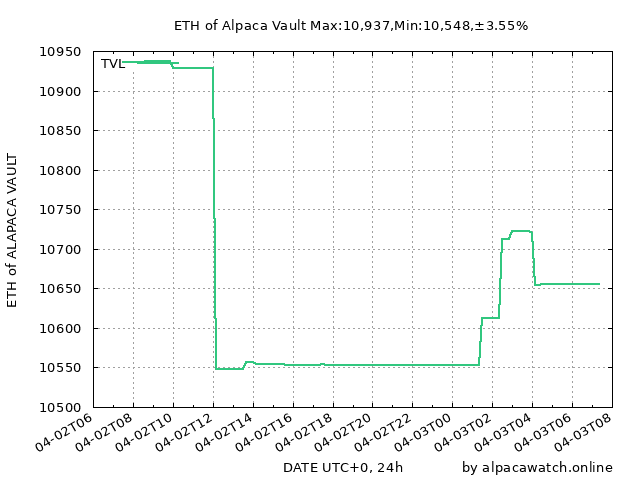 ETH of Alpaca Vault Max:10,937,Min:10,548,±3.55%
10950
10900
10850
10800
10750
10700
10650
10600
10550
10500
ETH of ALAPACA VAULT
TVL
04-02T06
04-02T08
04-02T10
04-02T12
04-02T14
04-02T16
04-02T18
04-02T20
04-02T22
04-03T00
04-03T02
04-03T04
04-03T06
04-03T08
DATE UTC+0, 24h
by alpacawatch.online